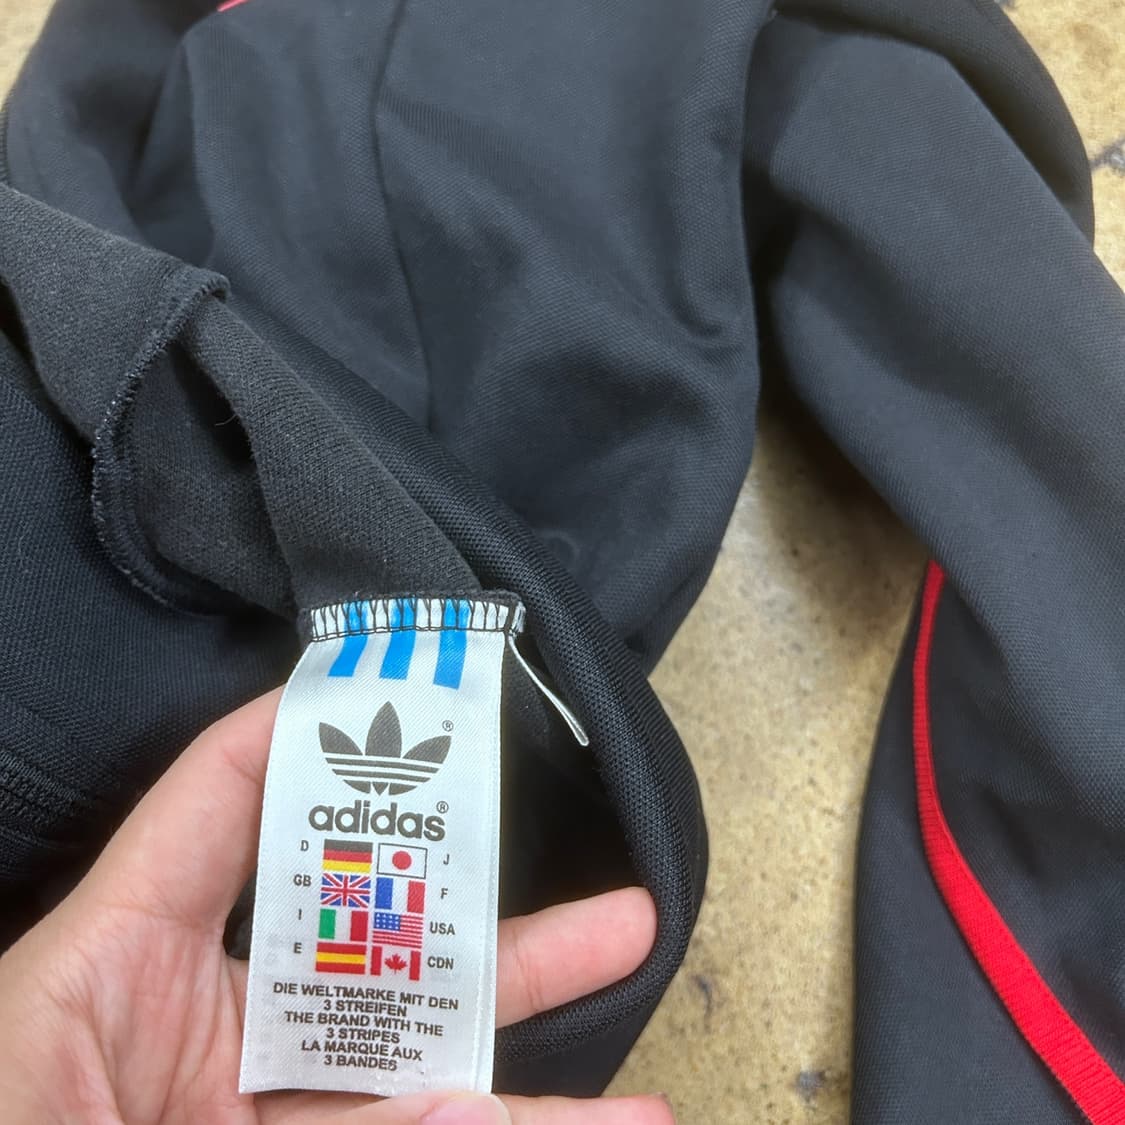 ®
adidas®
D J
GB F
I USA
E CDN
DIE WELTMARKE MIT DEN
3 STREIFEN
THE BRAND WITH THE
3 STRIPES
LA MARQUE AUX
3 BANDES